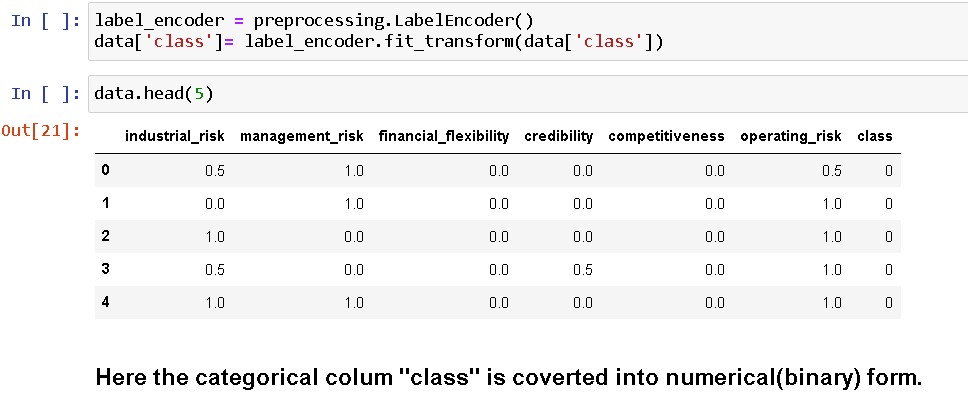 In [ ]: label_encoder = preprocessing.LabelEncoder()
data['class']= label_encoder.fit_transform(data['class'])
In [ ]: data.head(5)
Out[21]:
industrial_risk management_risk financial_flexibility credibility competitiveness operating_risk class
0 0.5 1.0 0.0 0.0 0.0 0.5 0
1 0.0 1.0 0.0 0.0 0.0 1.0 0
2 1.0 0.0 0.0 0.0 0.0 1.0 0
3 0.5 0.0 0.0 0.5 0.0 1.0 0
4 1.0 1.0 0.0 0.0 0.0 1.0 0
Here the categorical colum "class" is coverted into numerical(binary) form.